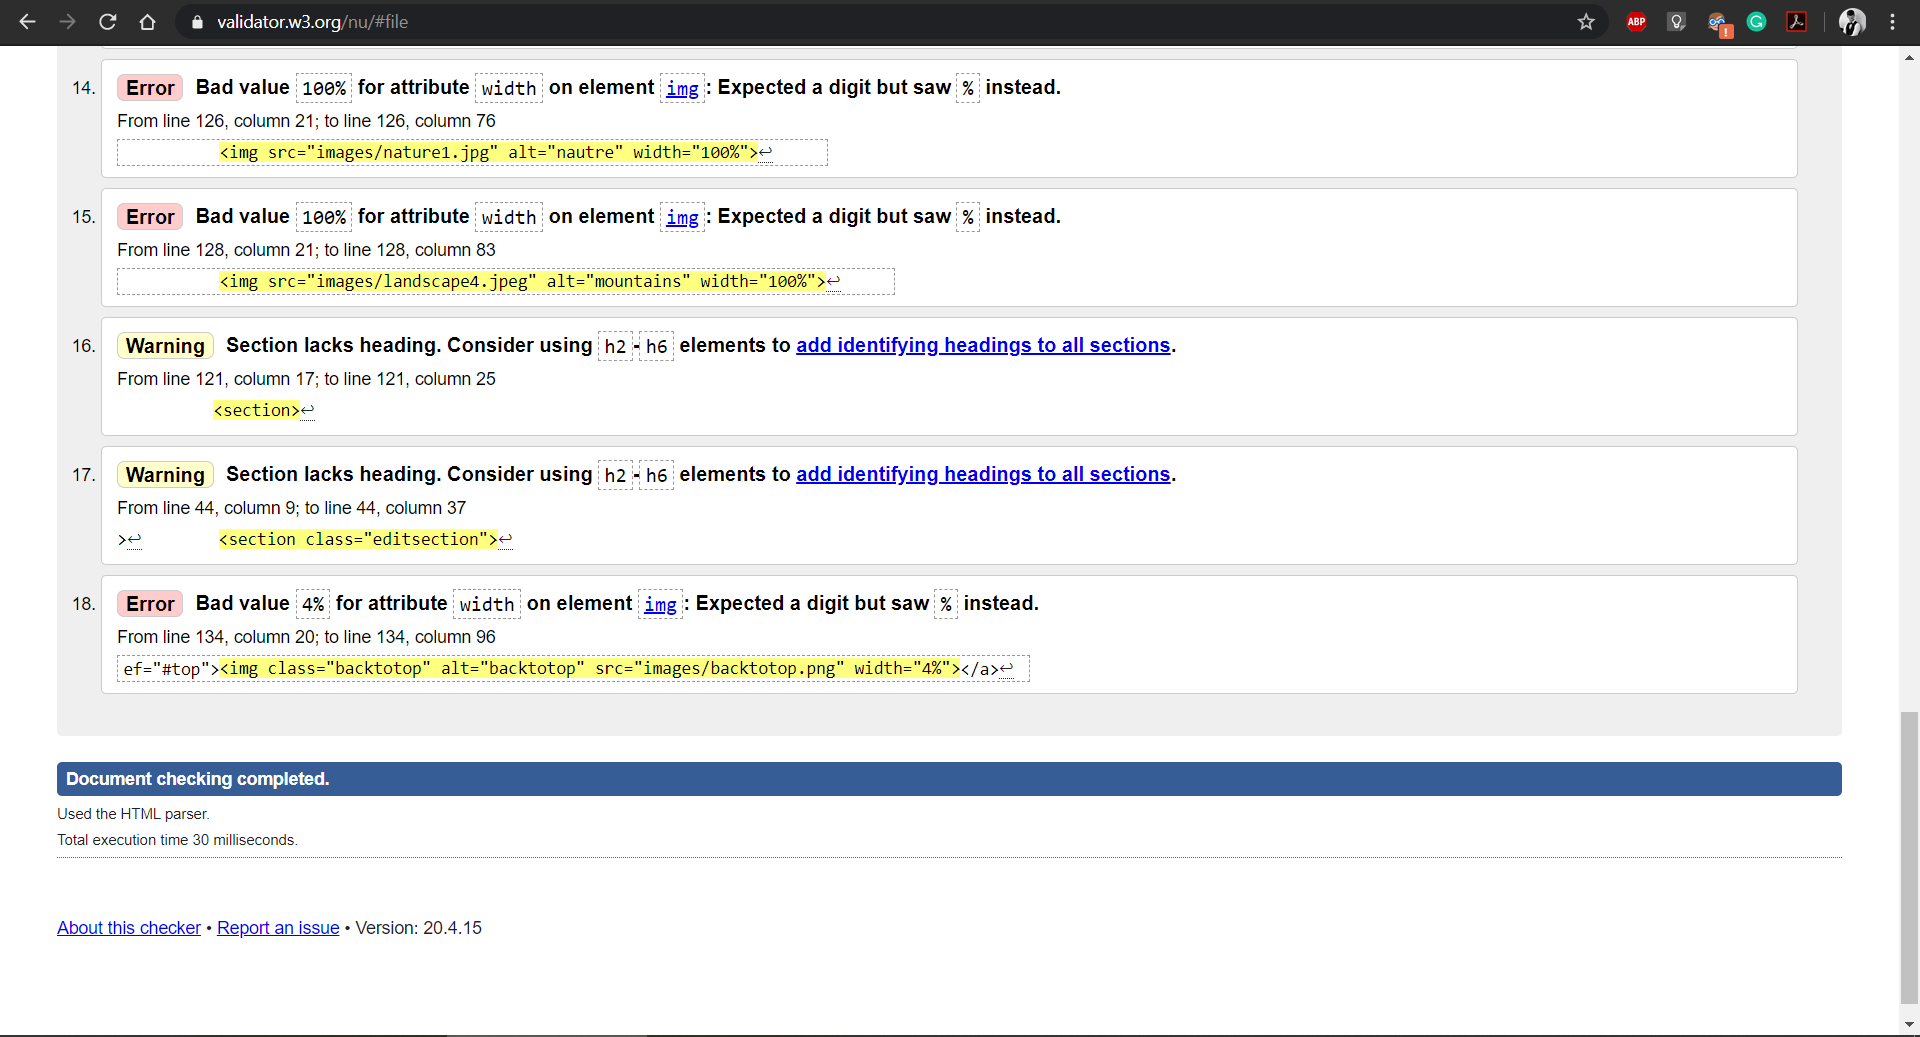 validator.w3.org/nu/#file
ABP
14. Error Bad value 100% for attribute width on element img: Expected a digit but saw % instead.
From line 126, column 21; to line 126, column 76
<img src="images/nature1.jpg" alt="nautre" width="100%">↩
15. Error Bad value 100% for attribute width on element img: Expected a digit but saw % instead.
From line 128, column 21; to line 128, column 83
<img src="images/landscape4.jpeg" alt="mountains" width="100%">↩
16. Warning Section lacks heading. Consider using h2-h6 elements to add identifying headings to all sections.
From line 121, column 17; to line 121, column 25
<section>↩
17. Warning Section lacks heading. Consider using h2-h6 elements to add identifying headings to all sections.
From line 44, column 9; to line 44, column 37
>↩ <section class="editsection">↩
18. Error Bad value 4% for attribute width on element img: Expected a digit but saw % instead.
From line 134, column 20; to line 134, column 96
ef="#top"><img class="backtotop" alt="backtotop" src="images/backtotop.png" width="4%"></a>↩
Document checking completed.
Used the HTML parser.
Total execution time 30 milliseconds.
About this checker • Report an issue • Version: 20.4.15